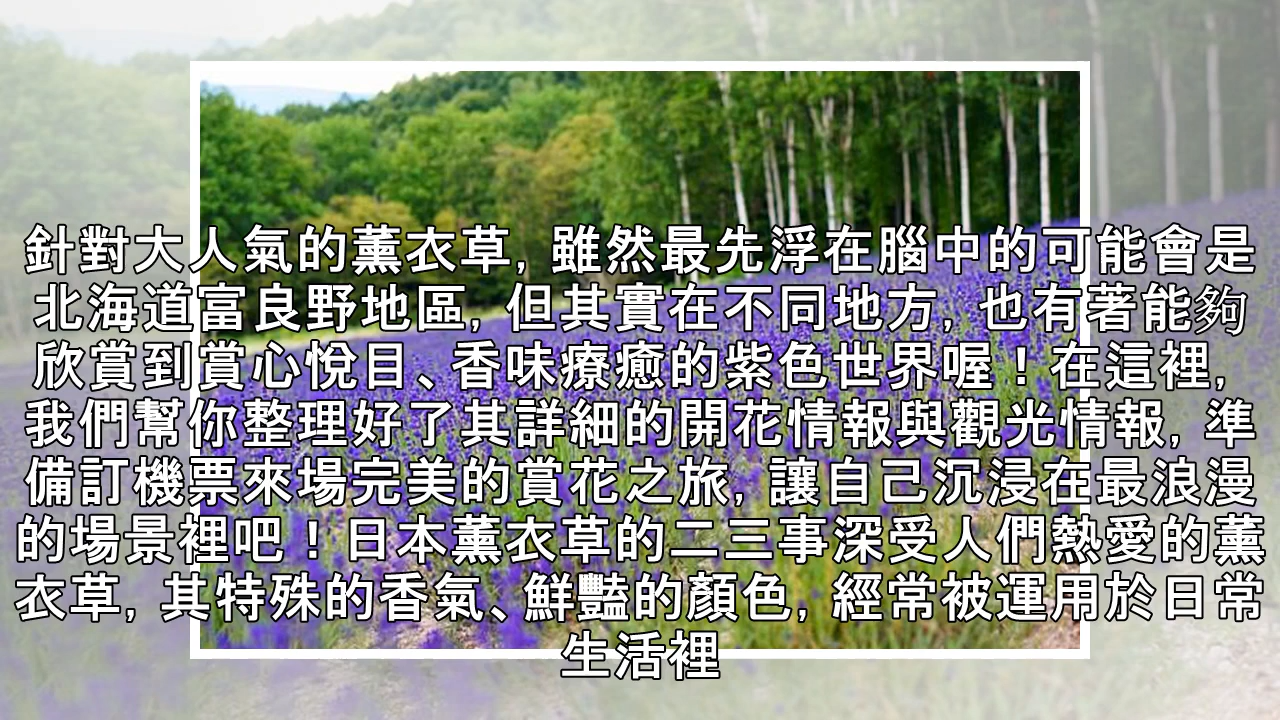 針對大人氣的薰衣草, 雖然最先浮在腦中的可能會是
北海道富良野地區, 但其實在不同地方, 也有著能夠
欣賞到賞心悅目、香味療癒的紫色世界喔！在這裡,
我們幫你整理好了其詳細的開花情報與觀光情報, 準
備訂機票來場完美的賞花之旅, 讓自己沉浸在最浪漫
的場景裡吧！日本薰衣草的二三事深受人們熱愛的薰
衣草, 其特殊的香氣、鮮豔的顏色, 經常被運用於日常
生活裡